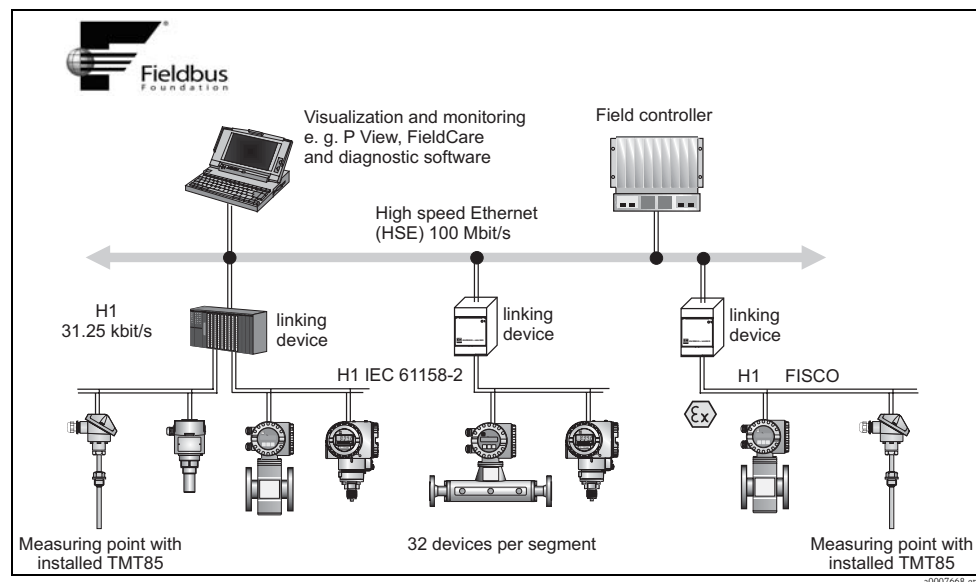 Fieldbus
Foundation
Visualization and monitoring
e. g. P View, FieldCare
and diagnostic software
Field controller
High speed Ethernet
(HSE) 100 Mbit/s
H1
31.25 kbit/s
linking
device
linking
device
linking
device
H1 IEC 61158-2
H1 FISCO
Ex
Measuring point with
installed TMT85
32 devices per segment
Measuring point with
installed TMT85